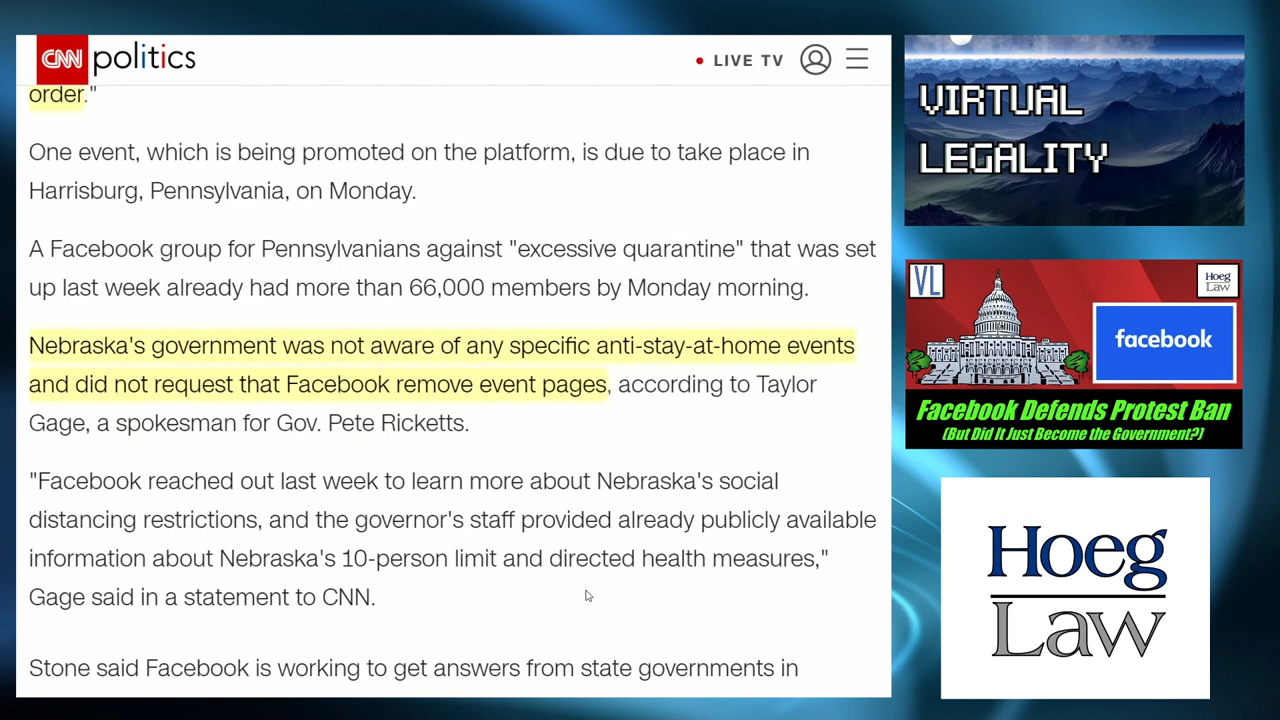 CNN politics
LIVE TV
order."
One event, which is being promoted on the platform, is due to take place in
Harrisburg, Pennsylvania, on Monday.
A Facebook group for Pennsylvanians against "excessive quarantine" that was set
up last week already had more than 66,000 members by Monday morning.
Nebraska's government was not aware of any specific anti-stay-at-home events
and did not request that Facebook remove event pages, according to Taylor
Gage, a spokesman for Gov. Pete Ricketts.
"Facebook reached out last week to learn more about Nebraska's social
distancing restrictions, and the governor's staff provided already publicly available
information about Nebraska's 10-person limit and directed health measures,"
Gage said in a statement to CNN.
Stone said Facebook is working to get answers from state governments in
VIRTUAL
LEGALITY
VL
Hoeg
Law
facebook
Facebook Defends Protest Ban
(But Did It Just Become the Government?)
Hoeg
Law